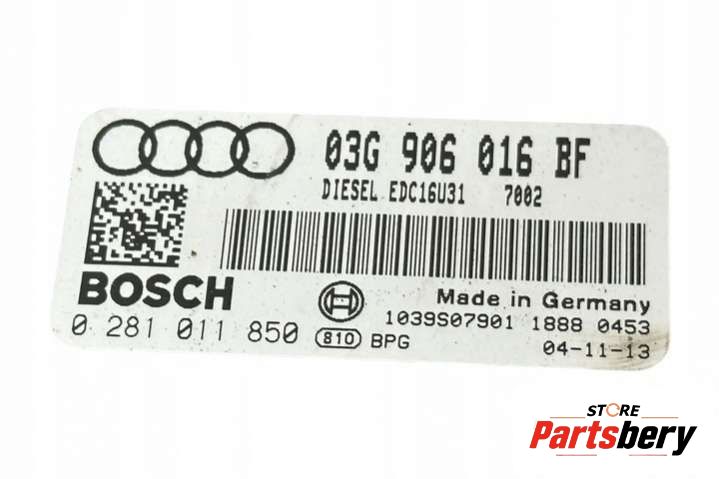 03G 906 016 BF
DIESEL EDC16U31 7002
BOSCH
Made in Germany
0 281 011 850
1039S07901 1888 0453
810 BPG
04-11-13
STORE
Partsbery